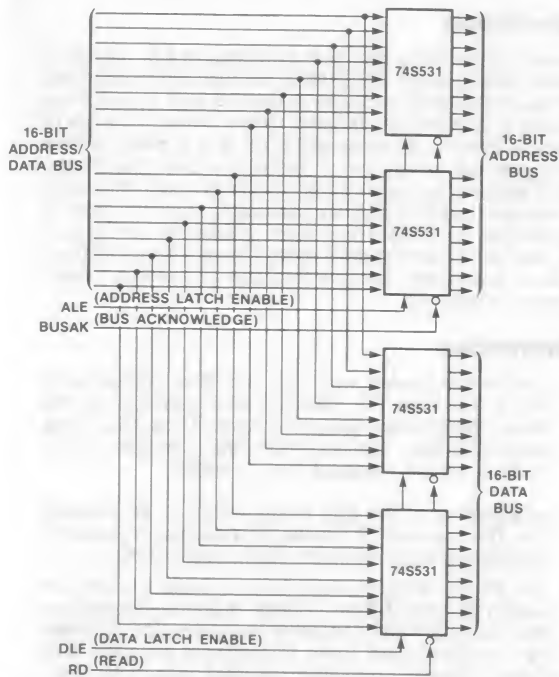 74S531
16-BIT
ADDRESS/
DATA BUS
16-BIT
ADDRESS
BUS
74S531
ALE (ADDRESS LATCH ENABLE)
BUSAK (BUS ACKNOWLEDGE)
74S531
16-BIT
DATA
BUS
74S531
DLE (DATA LATCH ENABLE)
RD (READ)